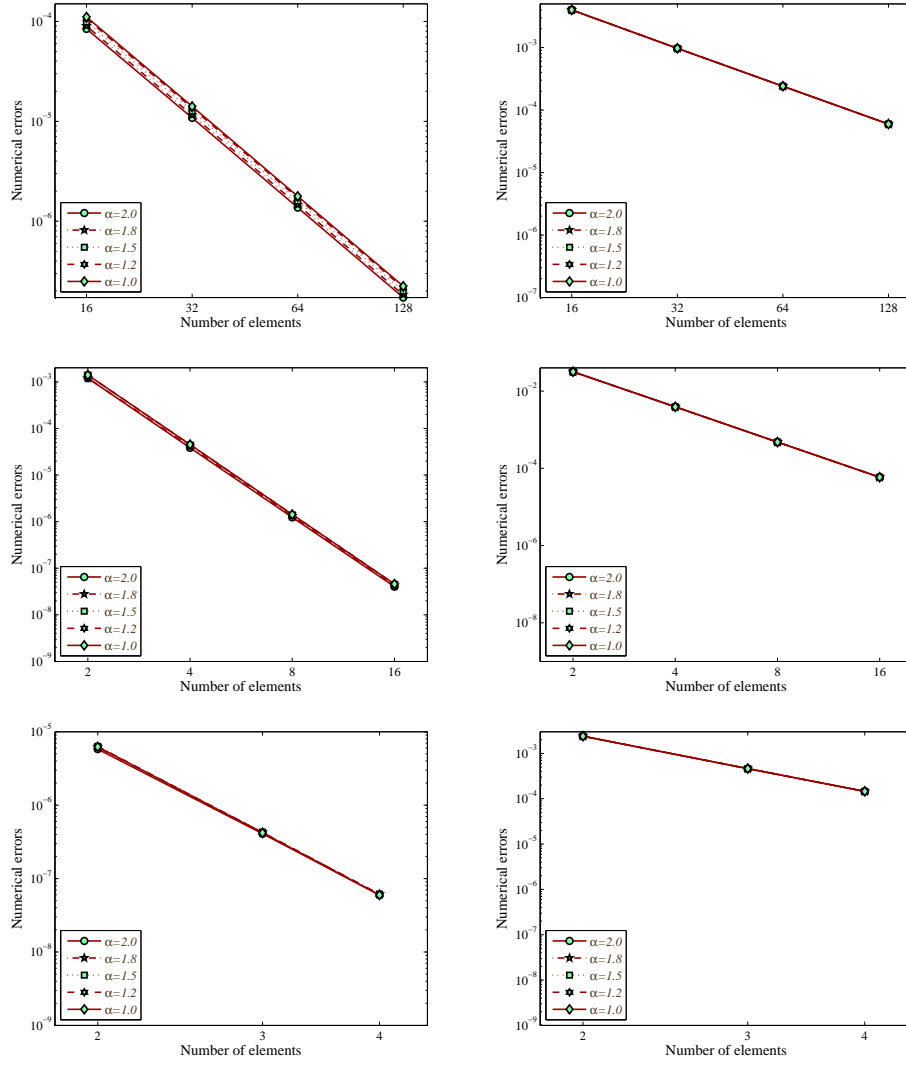 10⁻⁴
10⁻⁵
10⁻⁶
Numerical errors
α=2.0
α=1.8
α=1.5
α=1.2
α=1.0
16 32 64 128
Number of elements
10⁻³
10⁻⁴
10⁻⁵
10⁻⁶
10⁻⁷
Numerical errors
α=2.0
α=1.8
α=1.5
α=1.2
α=1.0
16 32 64 128
Number of elements
10⁻³
10⁻⁴
10⁻⁵
10⁻⁶
10⁻⁷
10⁻⁸
10⁻⁹
Numerical errors
α=2.0
α=1.8
α=1.5
α=1.2
α=1.0
2 4 8 16
Number of elements
10⁻²
10⁻⁴
10⁻⁶
10⁻⁸
Numerical errors
α=2.0
α=1.8
α=1.5
α=1.2
α=1.0
2 4 8 16
Number of elements
10⁻⁵
10⁻⁶
10⁻⁷
10⁻⁸
10⁻⁹
Numerical errors
α=2.0
α=1.8
α=1.5
α=1.2
α=1.0
2 3 4
Number of elements
10⁻³
10⁻⁴
10⁻⁵
10⁻⁶
10⁻⁷
10⁻⁸
10⁻⁹
Numerical errors
α=2.0
α=1.8
α=1.5
α=1.2
α=1.0
2 3 4
Number of elements